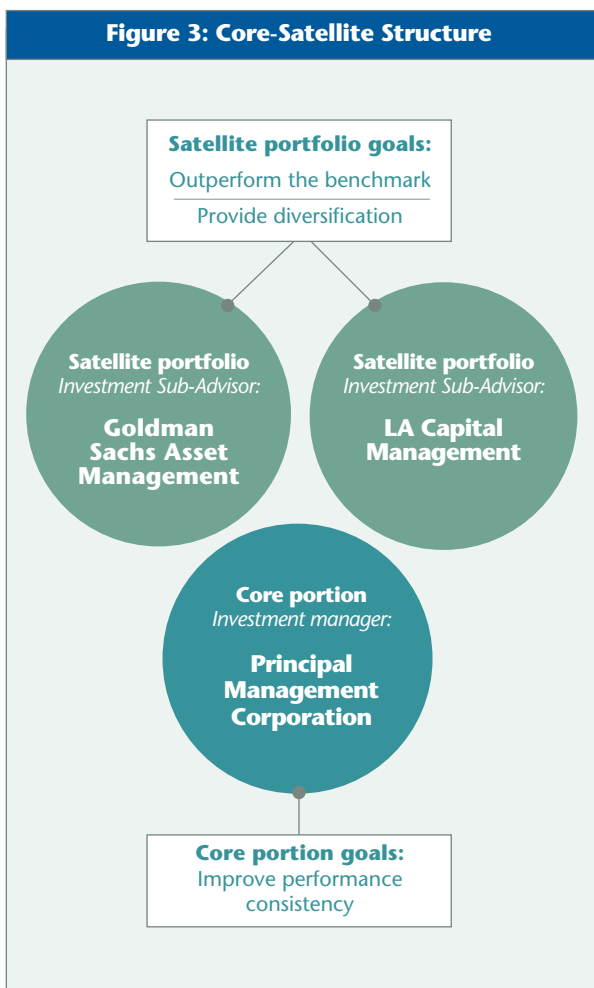 Figure 3: Core-Satellite Structure
Satellite portfolio goals:
Outperform the benchmark
Provide diversification
Satellite portfolio
Investment Sub-Advisor:
Goldman
Sachs Asset
Management
Satellite portfolio
Investment Sub-Advisor:
LA Capital
Management
Core portion
Investment manager:
Principal
Management
Corporation
Core portion goals:
Improve performance
consistency